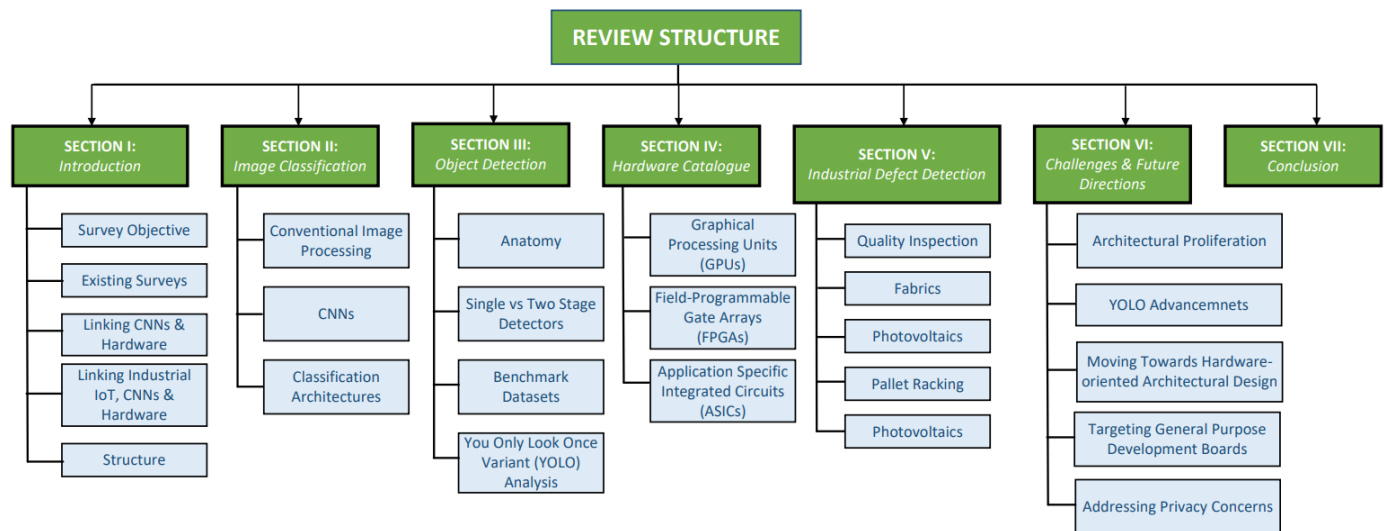 REVIEW STRUCTURE
SECTION I:
Introduction
Survey Objective
Existing Surveys
Linking CNNs &
Hardware
Linking Industrial
IoT, CNNs &
Hardware
Structure
SECTION II:
Image Classification
Conventional Image
Processing
CNNs
Classification
Architectures
SECTION III:
Object Detection
Anatomy
Single vs Two Stage
Detectors
Benchmark
Datasets
You Only Look Once
Variant (YOLO)
Analysis
SECTION IV:
Hardware Catalogue
Graphical
Processing Units
(GPUs)
Field-Programmable
Gate Arrays
(FPGAs)
Application Specific
Integrated Circuits
(ASICs)
SECTION V:
Industrial Defect Detection
Quality Inspection
Fabrics
Photovoltaics
Pallet Racking
Photovoltaics
SECTION VI:
Challenges & Future
Directions
Architectural Proliferation
YOLO Advancemnets
Moving Towards Hardware-
oriented Architectural Design
Targeting General Purpose
Development Boards
Addressing Privacy Concerns
SECTION VII:
Conclusion